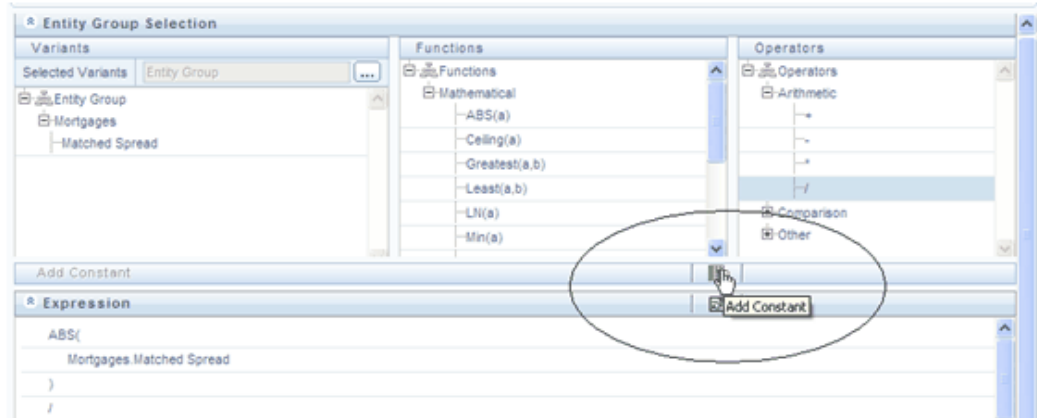 Entity Group Selection
Variants
Selected Variants Entity Group ...
Entity Group
Mortgages
Matched Spread
Functions
Functions
Mathematical
ABS(a)
Ceiling(a)
Greatest(a,b)
Least(a,b)
LN(a)
Min(a)
Operators
Operators
Arithmetic
+
-
*
/
Comparison
Other
Add Constant
Expression
Add Constant
ABS(
Mortgages.Matched Spread
)
/